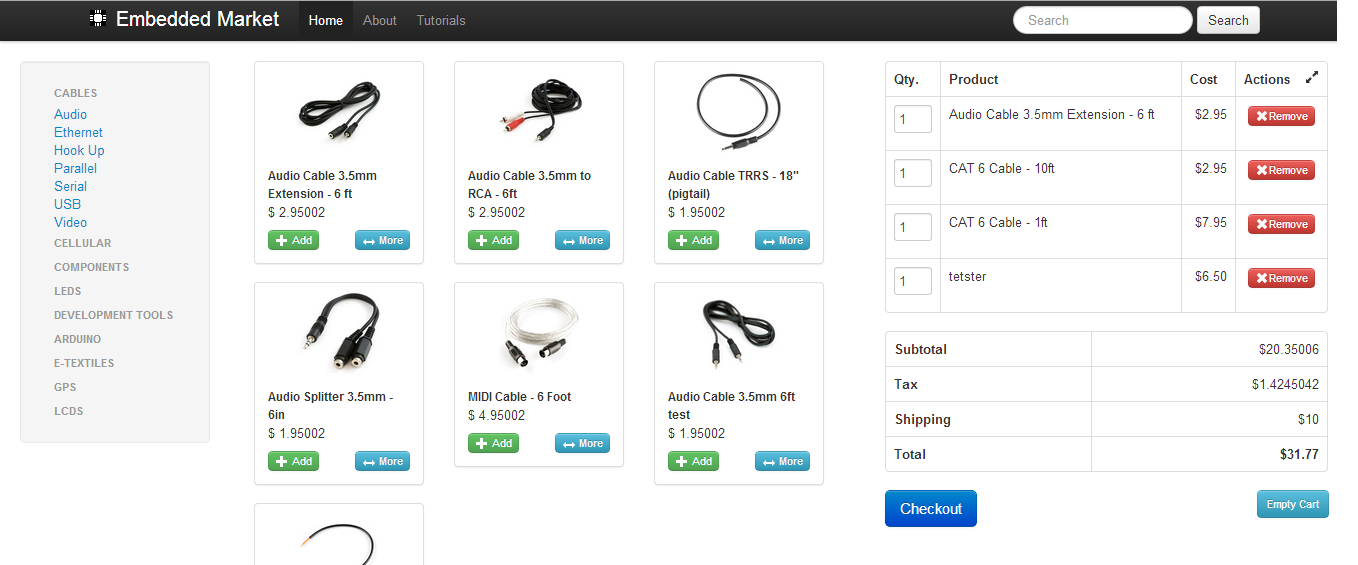 Embedded Market Home About Tutorials Search Search
CABLES
Audio
Ethernet
Hook Up
Parallel
Serial
USB
Video
CELLULAR
COMPONENTS
LEDS
DEVELOPMENT TOOLS
ARDUINO
E-TEXTILES
GPS
LCDS
Audio Cable 3.5mm
Extension - 6 ft
$ 2.95002
Add More
Audio Cable 3.5mm to
RCA - 6ft
$ 2.95002
Add More
Audio Cable TRRS - 18"
(pigtail)
$ 1.95002
Add More
Audio Splitter 3.5mm -
6in
$ 1.95002
Add More
MIDI Cable - 6 Foot
$ 4.95002
Add More
Audio Cable 3.5mm 6ft
test
$ 1.95002
Add More
Qty. Product Cost Actions
1 Audio Cable 3.5mm Extension - 6 ft $2.95 Remove
1 CAT 6 Cable - 10ft $2.95 Remove
1 CAT 6 Cable - 1ft $7.95 Remove
1 tetster $6.50 Remove
Subtotal $20.35006
Tax $1.4245042
Shipping $10
Total $31.77
Checkout Empty Cart